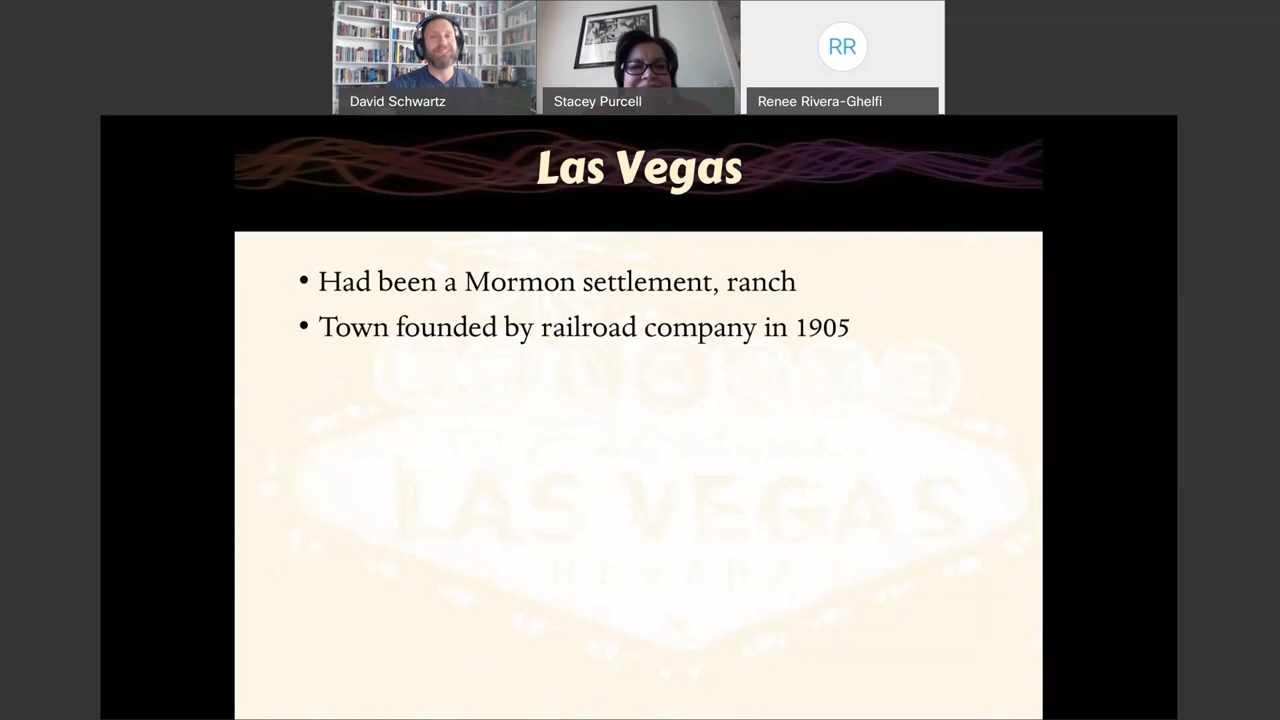 RR
David Schwartz
Stacey Purcell
Renee Rivera-Ghelfi
Las Vegas
• Had been a Mormon settlement, ranch
• Town founded by railroad company in 1905
WELCOME
LAS VEGAS
NEVADA